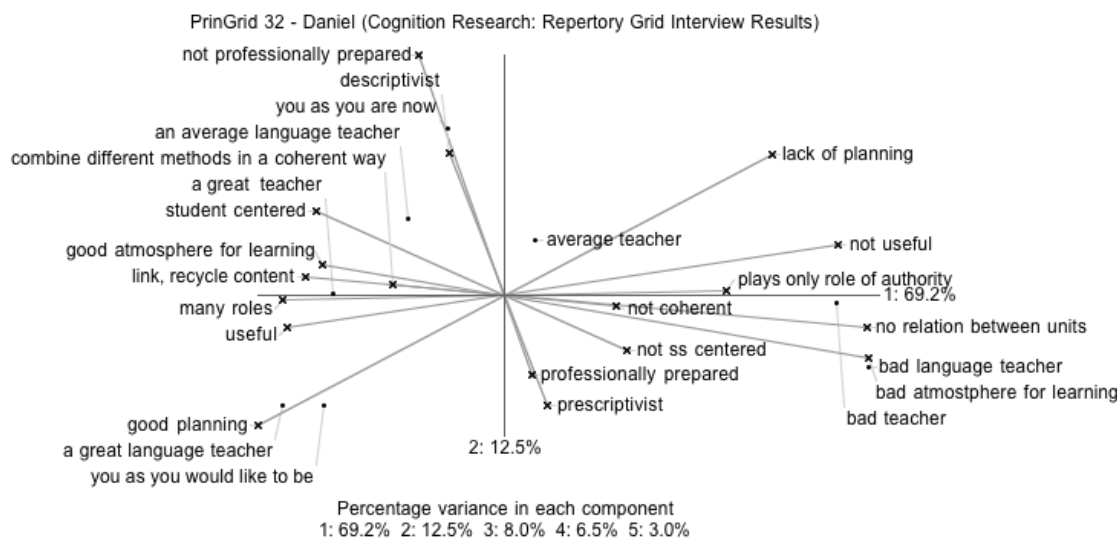 PrinGrid 32 - Daniel (Cognition Research: Repertory Grid Interview Results)
not professionally prepared
descriptivist
you as you are now
an average language teacher
combine different methods in a coherent way
lack of planning
a great teacher
student centered
average teacher
not useful
good atmosphere for learning
link, recycle content
plays only role of authority
1: 69.2%
many roles
not coherent
useful
no relation between units
not ss centered
bad language teacher
professionally prepared
bad atmostphere for learning
prescriptivist
bad teacher
good planning
a great language teacher
2: 12.5%
you as you would like to be
Percentage variance in each component
1: 69.2% 2: 12.5% 3: 8.0% 4: 6.5% 5: 3.0%